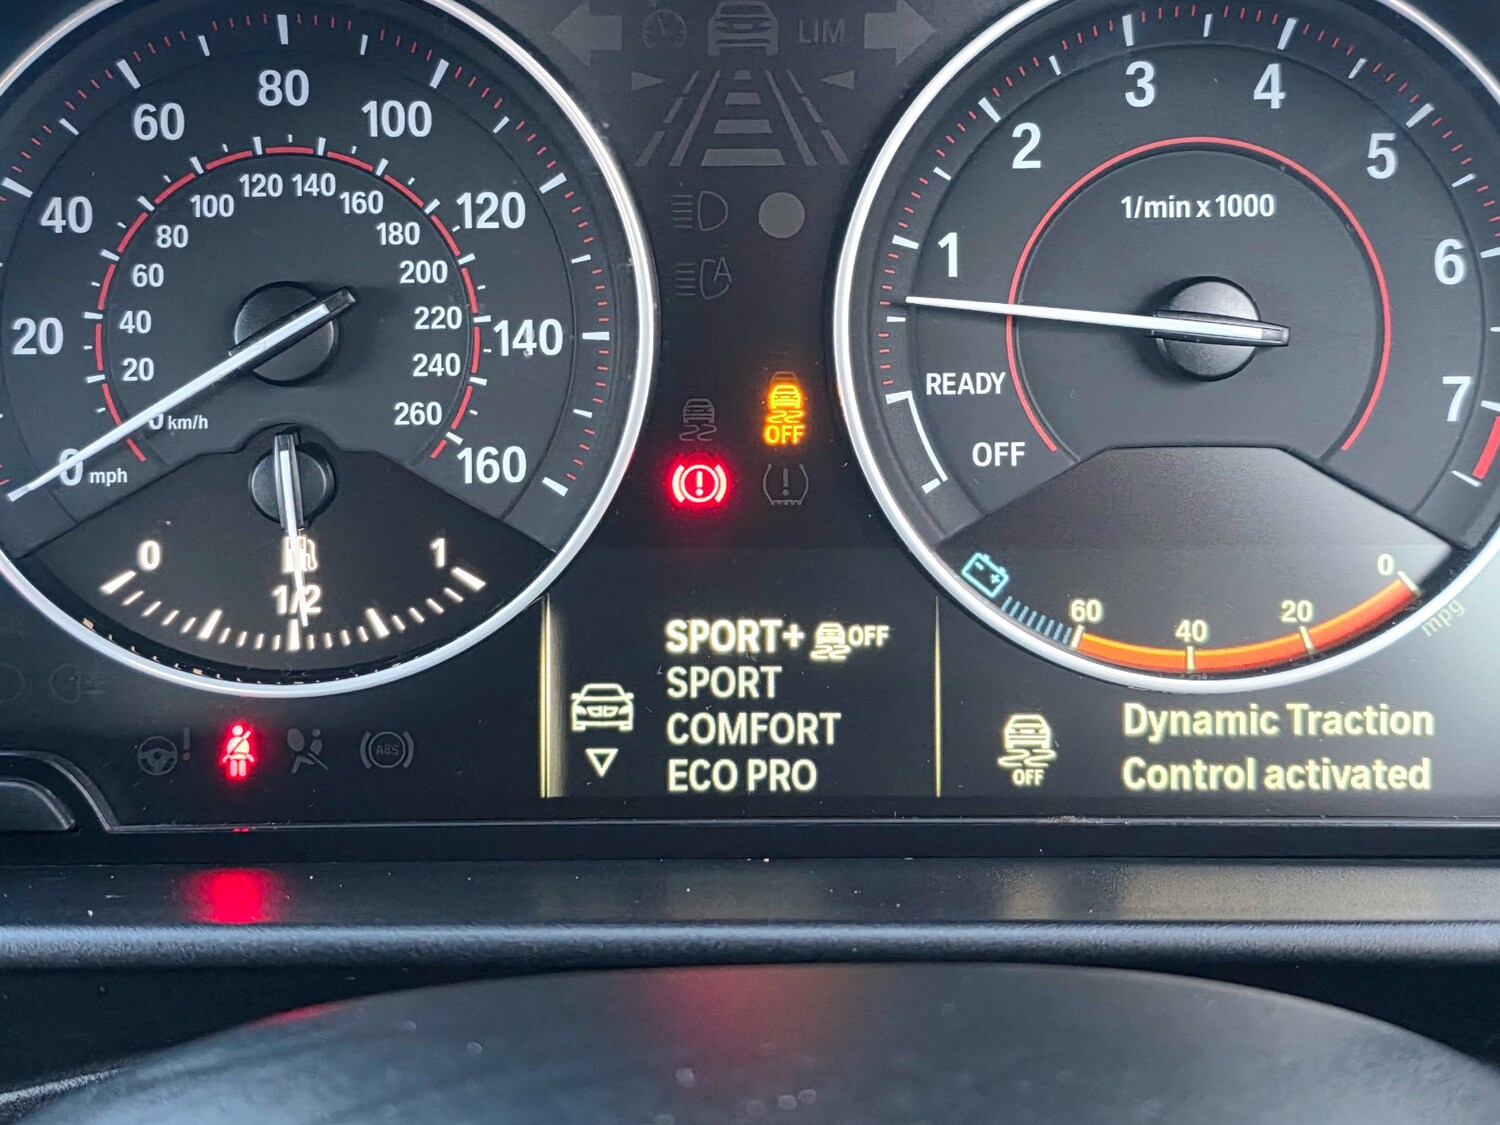 LIM
20
40
60
80
100
120
140
160
0 mph
20
40
60
80
100
120
140
160
180
200
220
240
260
0 km/h
0
1/2
1
ABS
OFF
1/min x 1000
1
2
3
4
5
6
7
READY
OFF
60
40
20
0
mpg
SPORT+ OFF
SPORT
COMFORT
ECO PRO
OFF
Dynamic Traction
Control activated